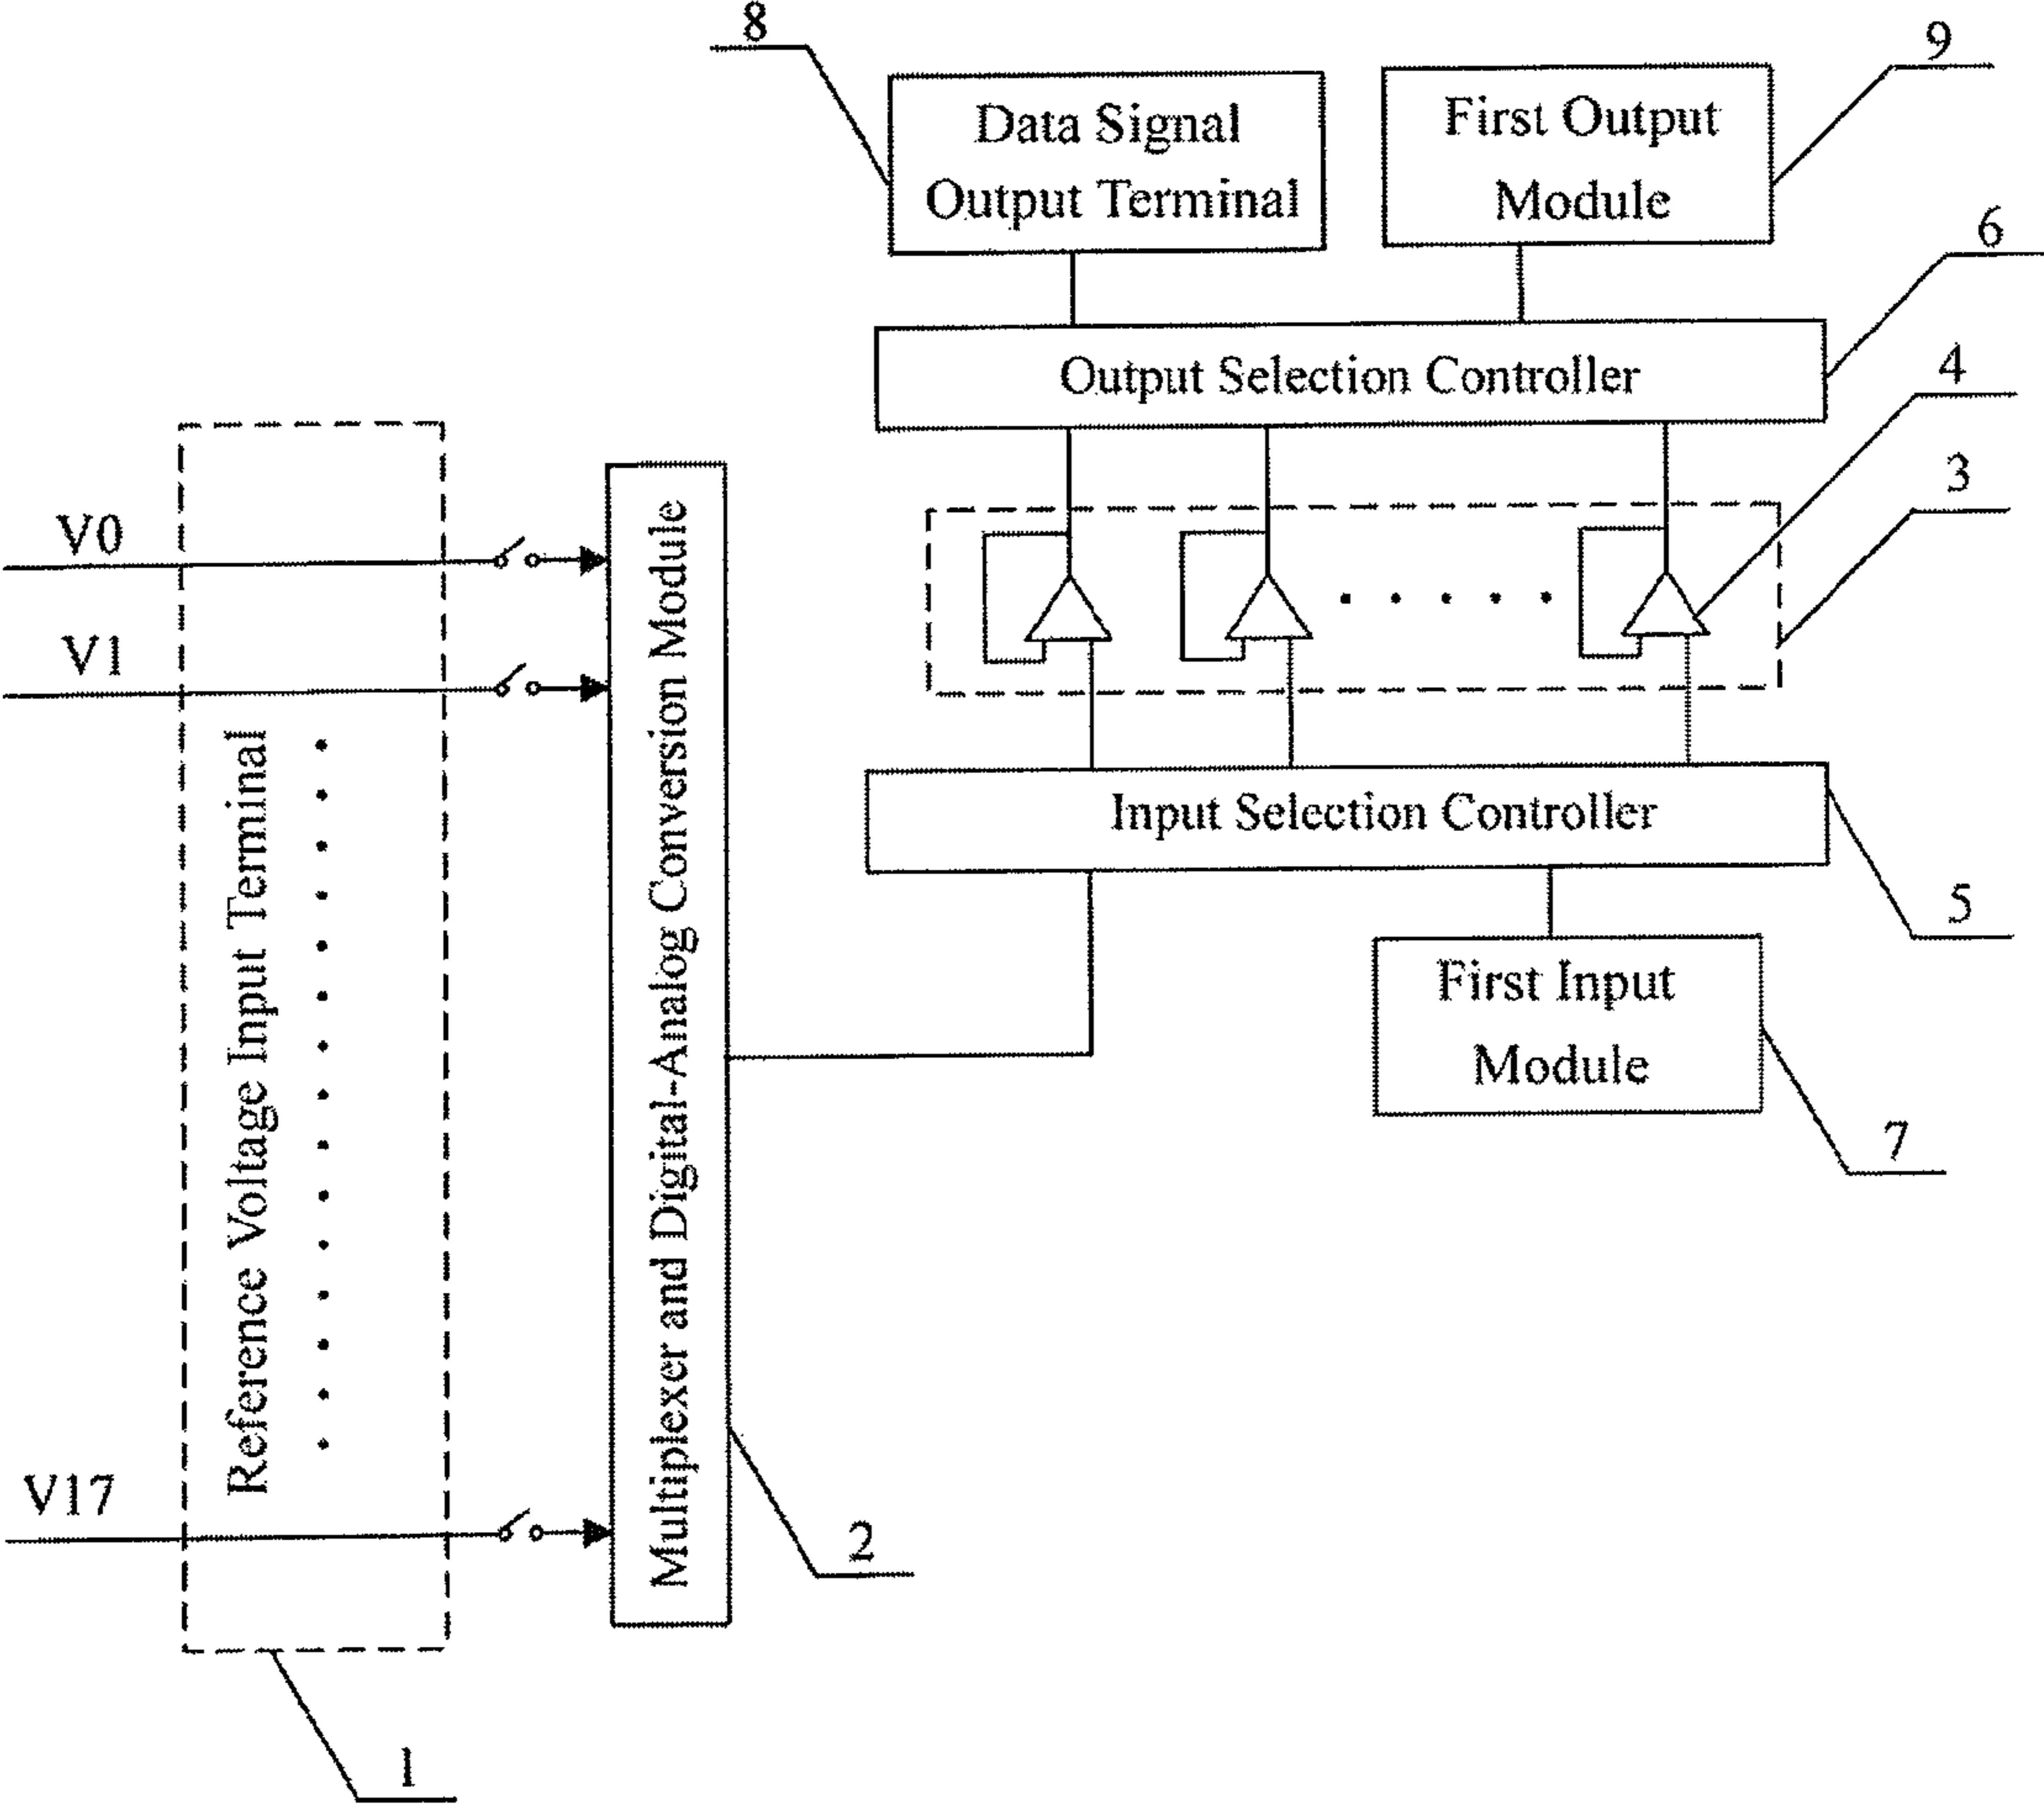 8
9
Data Signal
Output Terminal
First Output
Module
6
Output Selection Controller
4
3
V0
V1
Reference Voltage Input Terminal
Multiplexer and Digital-Analog Conversion Module
Input Selection Controller
5
First Input
Module
7
V17
2
1